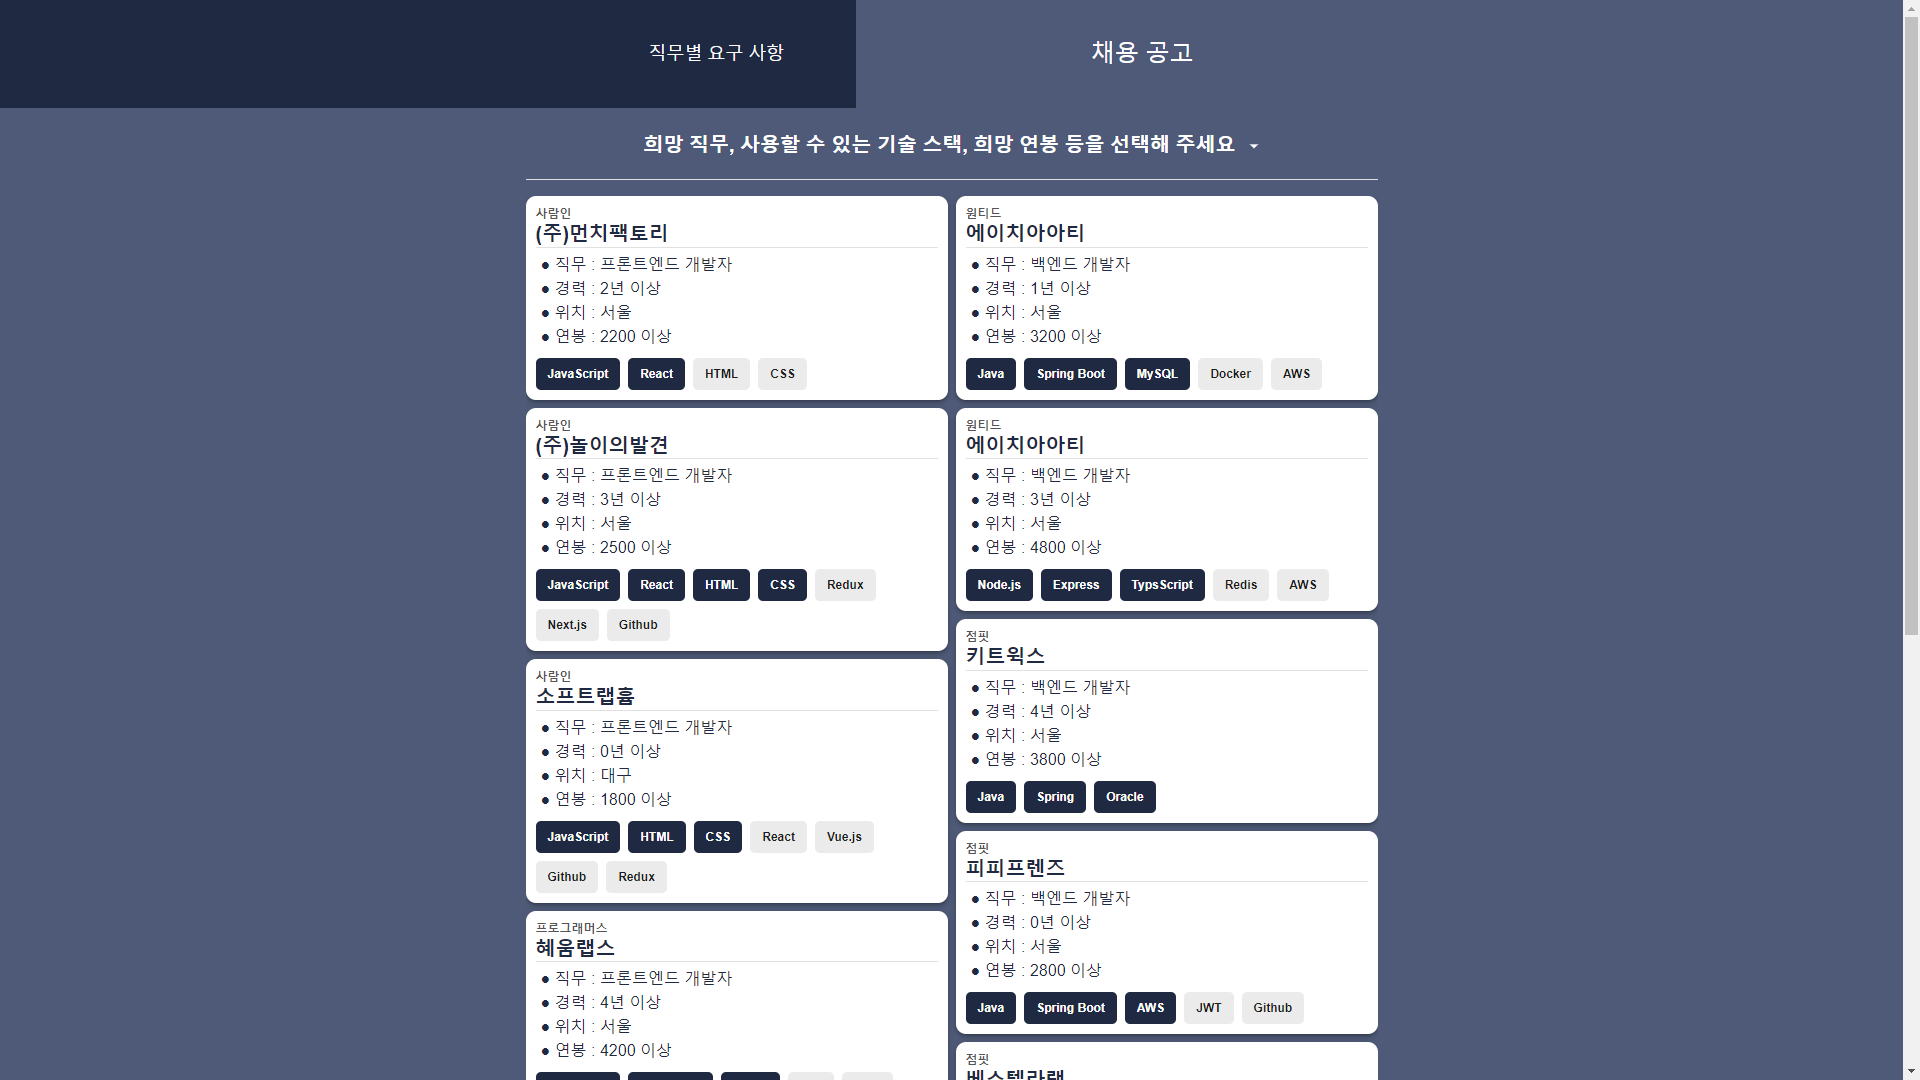 직무별 요구 사항
채용 공고
희망 직무, 사용할 수 있는 기술 스택, 희망 연봉 등을 선택해 주세요
사람인
(주)먼치팩토리
직무 : 프론트엔드 개발자
경력 : 2년 이상
위치 : 서울
연봉 : 2200 이상
JavaScript React HTML CSS
사람인
(주)놀이의발견
직무 : 프론트엔드 개발자
경력 : 3년 이상
위치 : 서울
연봉 : 2500 이상
JavaScript React HTML CSS Redux
Next.js Github
사람인
소프트랩흄
직무 : 프론트엔드 개발자
경력 : 0년 이상
위치 : 대구
연봉 : 1800 이상
JavaScript HTML CSS React Vue.js
Github Redux
프로그래머스
혜움랩스
직무 : 프론트엔드 개발자
경력 : 4년 이상
위치 : 서울
연봉 : 4200 이상
원티드
에이치아아티
직무 : 백엔드 개발자
경력 : 1년 이상
위치 : 서울
연봉 : 3200 이상
Java Spring Boot MySQL Docker AWS
원티드
에이치아아티
직무 : 백엔드 개발자
경력 : 3년 이상
위치 : 서울
연봉 : 4800 이상
Node.js Express TypsScript Redis AWS
점핏
키트웍스
직무 : 백엔드 개발자
경력 : 4년 이상
위치 : 서울
연봉 : 3800 이상
Java Spring Oracle
점핏
피피프렌즈
직무 : 백엔드 개발자
경력 : 0년 이상
위치 : 서울
연봉 : 2800 이상
Java Spring Boot AWS JWT Github
점핏